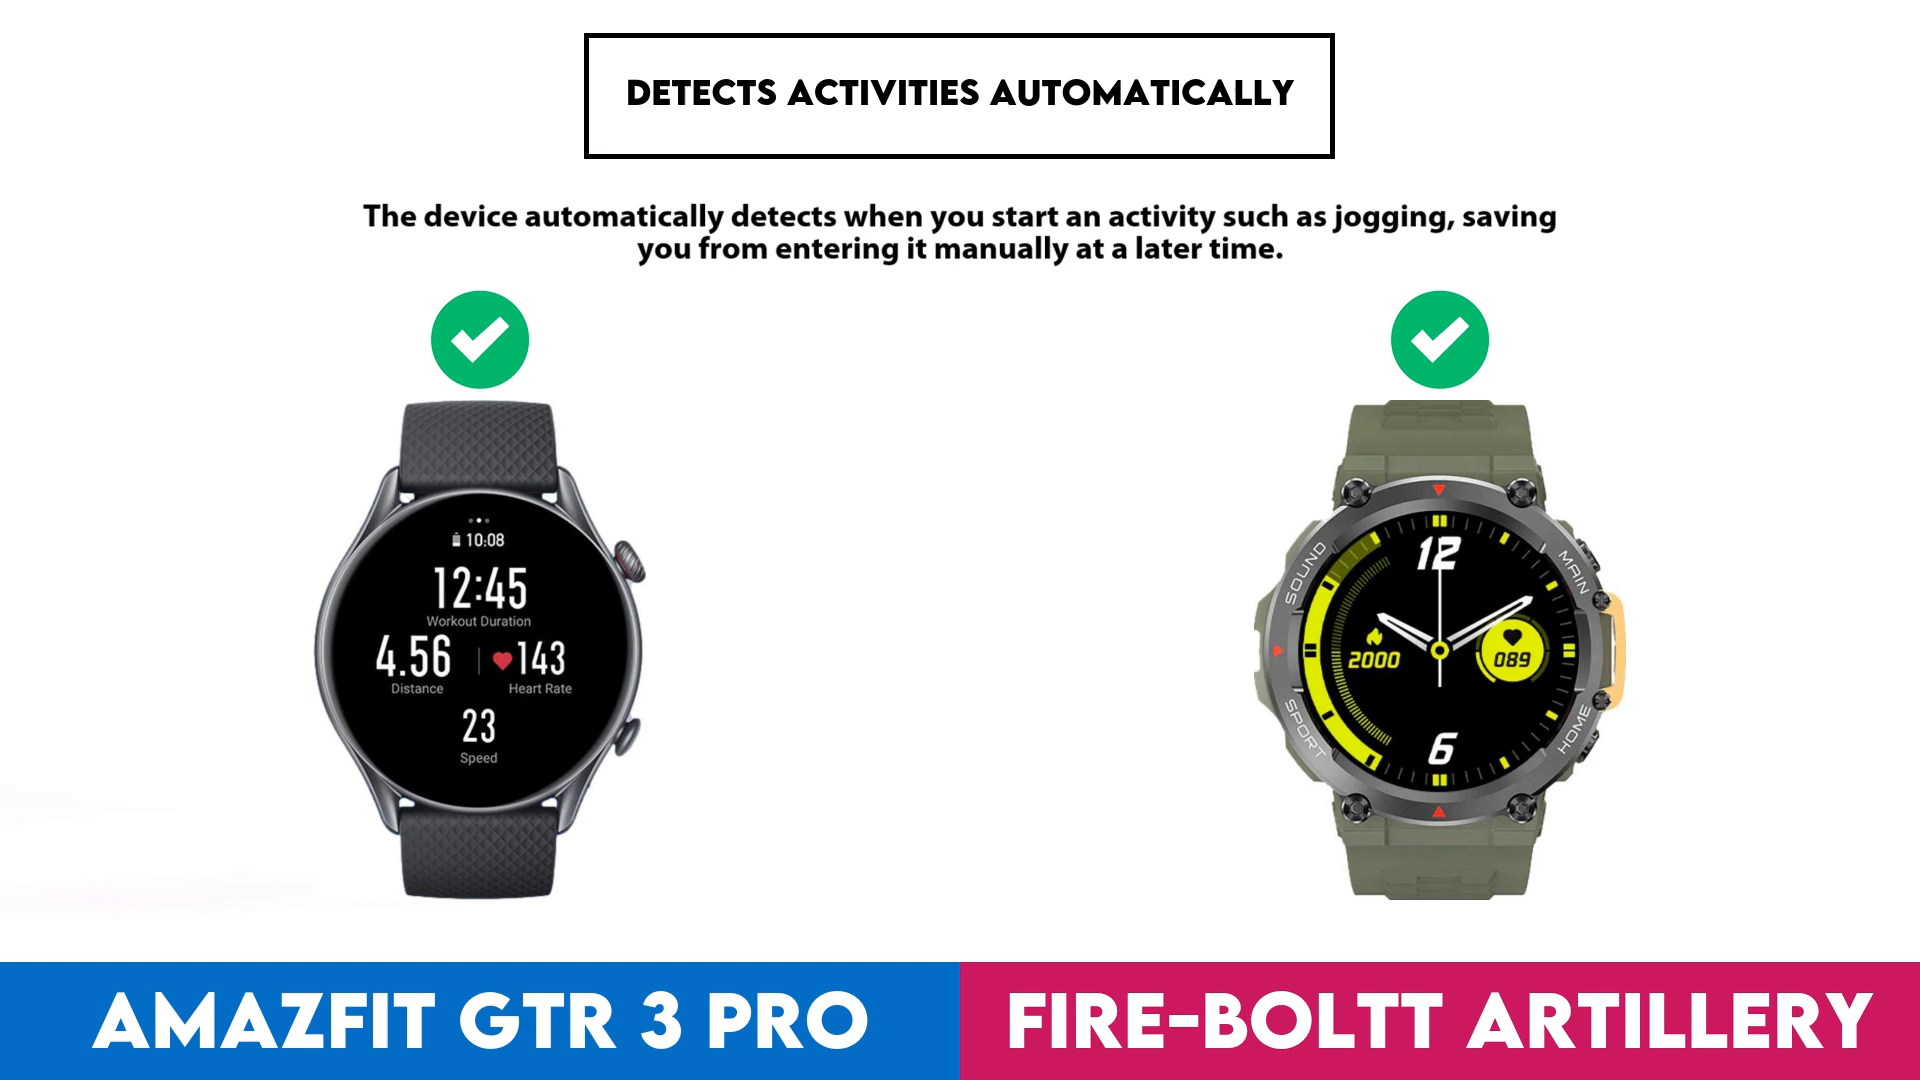 DETECTS ACTIVITIES AUTOMATICALLY
The device automatically detects when you start an activity such as jogging, saving
you from entering it manually at a later time.
10:08
12:45
Workout Duration
4.56
143
Distance
Heart Rate
23
Speed
SOUND
MAIN
12
2000
089
6
SPORT
HOME
AMAZFIT GTR 3 PRO
FIRE-BOLTT ARTILLERY